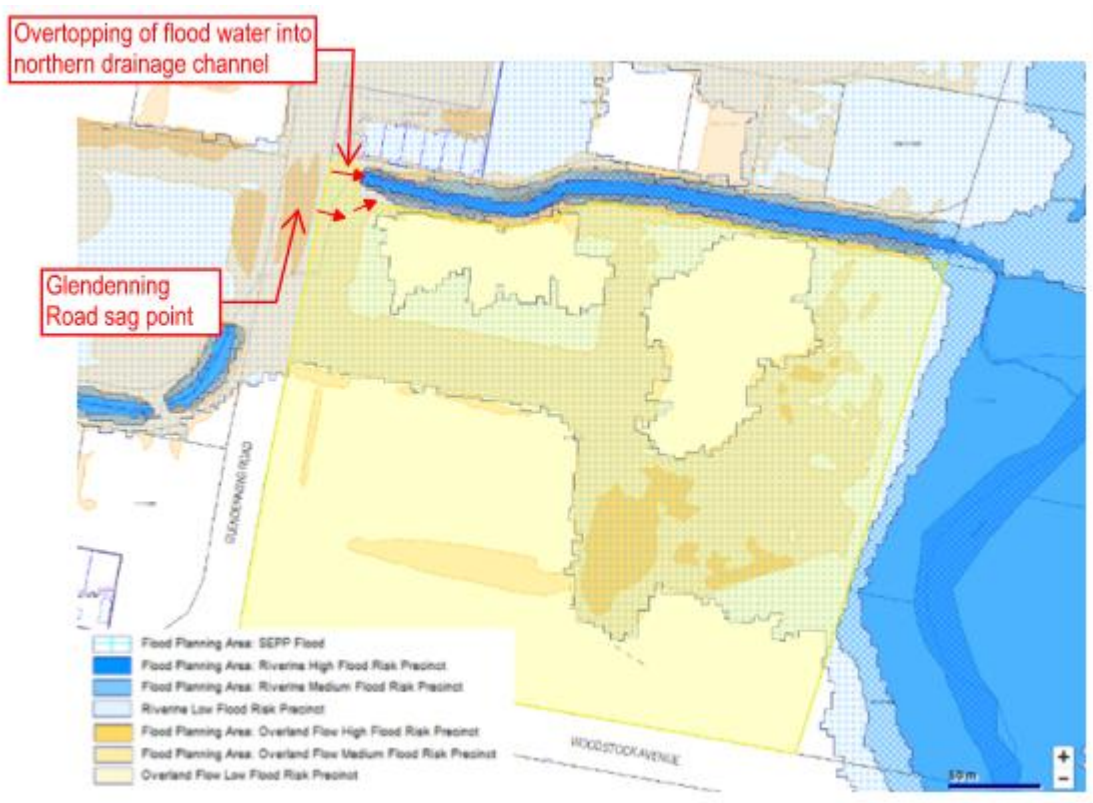 Overtopping of flood water into
northern drainage channel
Glendenning
Road sag point
GLENDENNING ROAD
Flood Planning Area: SEPP Flood
Flood Planning Area: Riverine High Flood Risk Precinct
Flood Planning Area: Riverine Medium Flood Risk Precinct
Riverine Low Flood Risk Precinct
Flood Planning Area: Overland Flow High Flood Risk Precinct
Flood Planning Area: Overland Flow Medium Flood Risk Precinct
Overland Flow Low Flood Risk Precinct
WOODSTOCK AVENUE
50 m
+
−